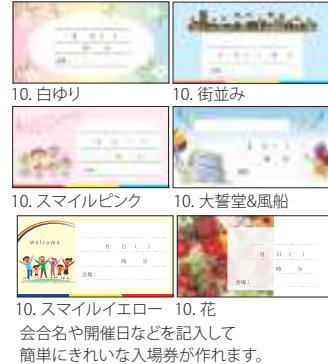 10. 白ゆり
10. 街並み
10. スマイルピンク
10. 大誓堂&風船
Welcome
月 日 ( )
時 分
会場：
月 日 ( )
時 分
会場：
10. スマイルイエロー
10. 花
会合名や開催日などを記入して
簡単にきれいな入場券が作れます。